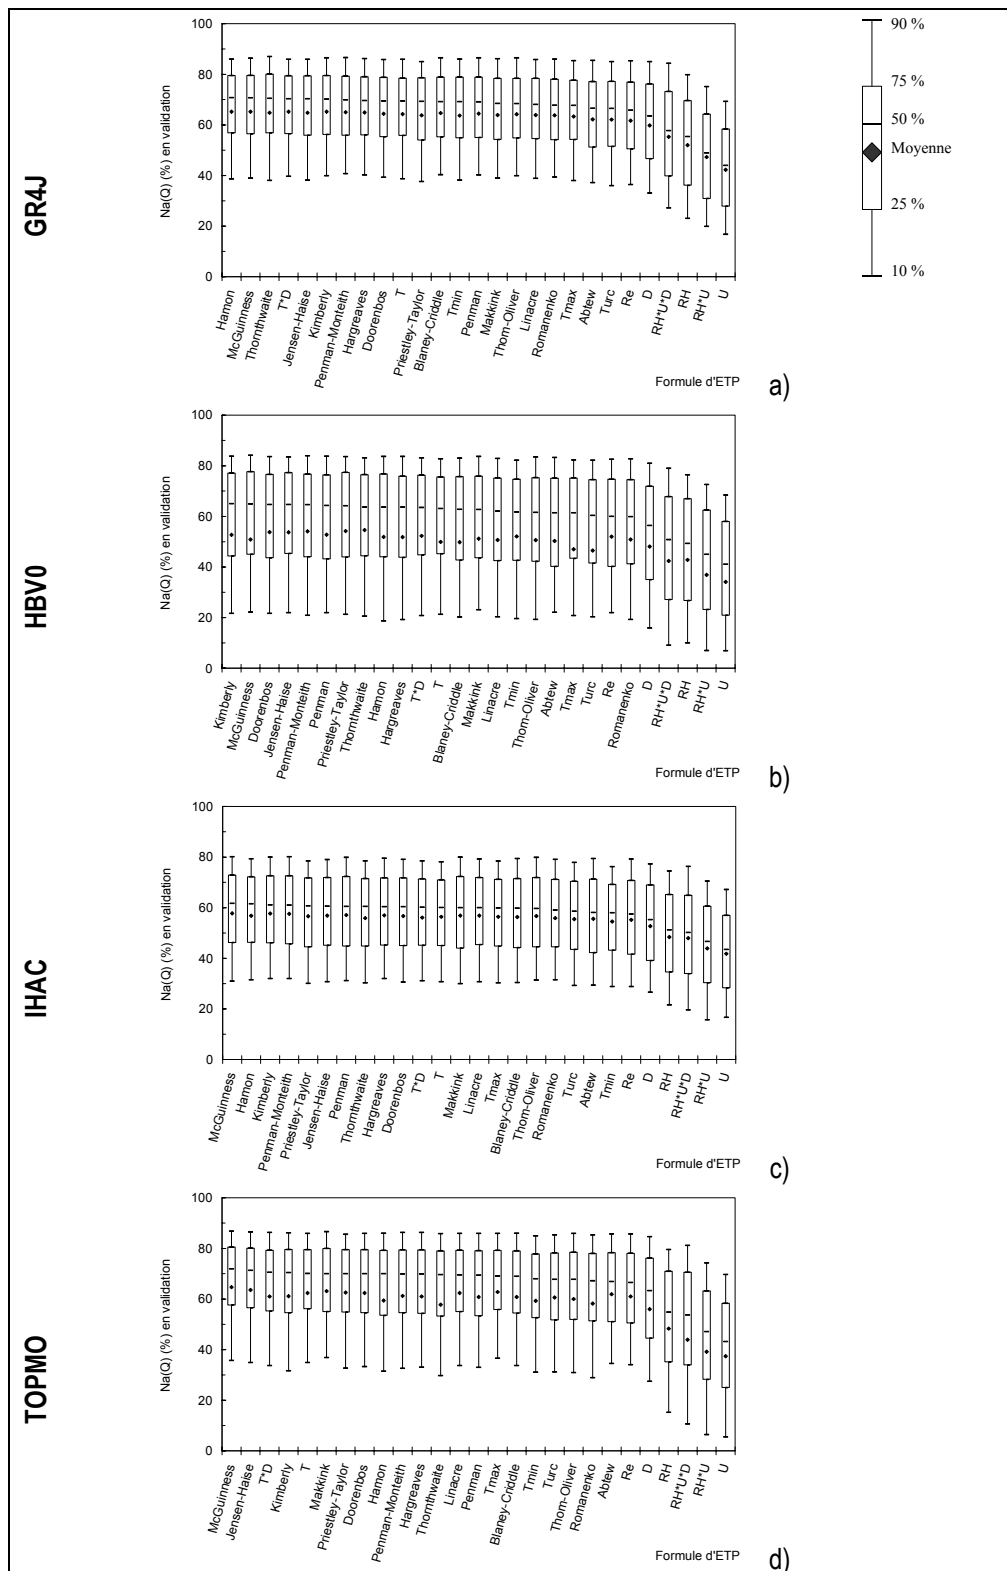 GR4J
Na(Q) (%) en validation
100
80
60
40
20
0
Hamon
McGuinness
Thornthwaite
T*D
Jensen-Haise
Kimberly
Penman-Monteith
Hargreaves
Doorenbos
T
Priestley-Taylor
Blaney-Criddle
Tmin
Penman
Makkink
Thom-Oliver
Linacre
Romanenko
Tmax
Abtew
Turc
Re
D
RH*U*D
RH
RH*U
U
Formule d'ETP
a)
90 %
75 %
50 %
Moyenne
25 %
10 %
HBV0
Na(Q) (%) en validation
100
80
60
40
20
0
Kimberly
McGuinness
Doorenbos
Jensen-Haise
Penman-Monteith
Penman
Priestley-Taylor
Thornthwaite
Hamon
Hargreaves
T*D
T
Blaney-Criddle
Makkink
Linacre
Tmin
Thom-Oliver
Abtew
Tmax
Turc
Re
Romanenko
D
RH*U*D
RH
RH*U
U
Formule d'ETP
b)
IHAC
Na(Q) (%) en validation
100
80
60
40
20
0
McGuinness
Hamon
Kimberly
Penman-Monteith
Priestley-Taylor
Jensen-Haise
Penman
Thornthwaite
Hargreaves
Doorenbos
T*D
T
Makkink
Linacre
Tmax
Blaney-Criddle
Thom-Oliver
Romanenko
Turc
Abtew
Tmin
Re
D
RH
RH*U*D
RH*U
U
Formule d'ETP
c)
TOPMO
Na(Q) (%) en validation
100
80
60
40
20
0
McGuinness
Jensen-Haise
T*D
Kimberly
T
Makkink
Priestley-Taylor
Doorenbos
Hamon
Penman-Monteith
Hargreaves
Thornthwaite
Linacre
Penman
Tmax
Blaney-Criddle
Tmin
Turc
Thom-Oliver
Romanenko
Abtew
Re
D
RH
RH*U*D
RH*U
U
Formule d'ETP
d)